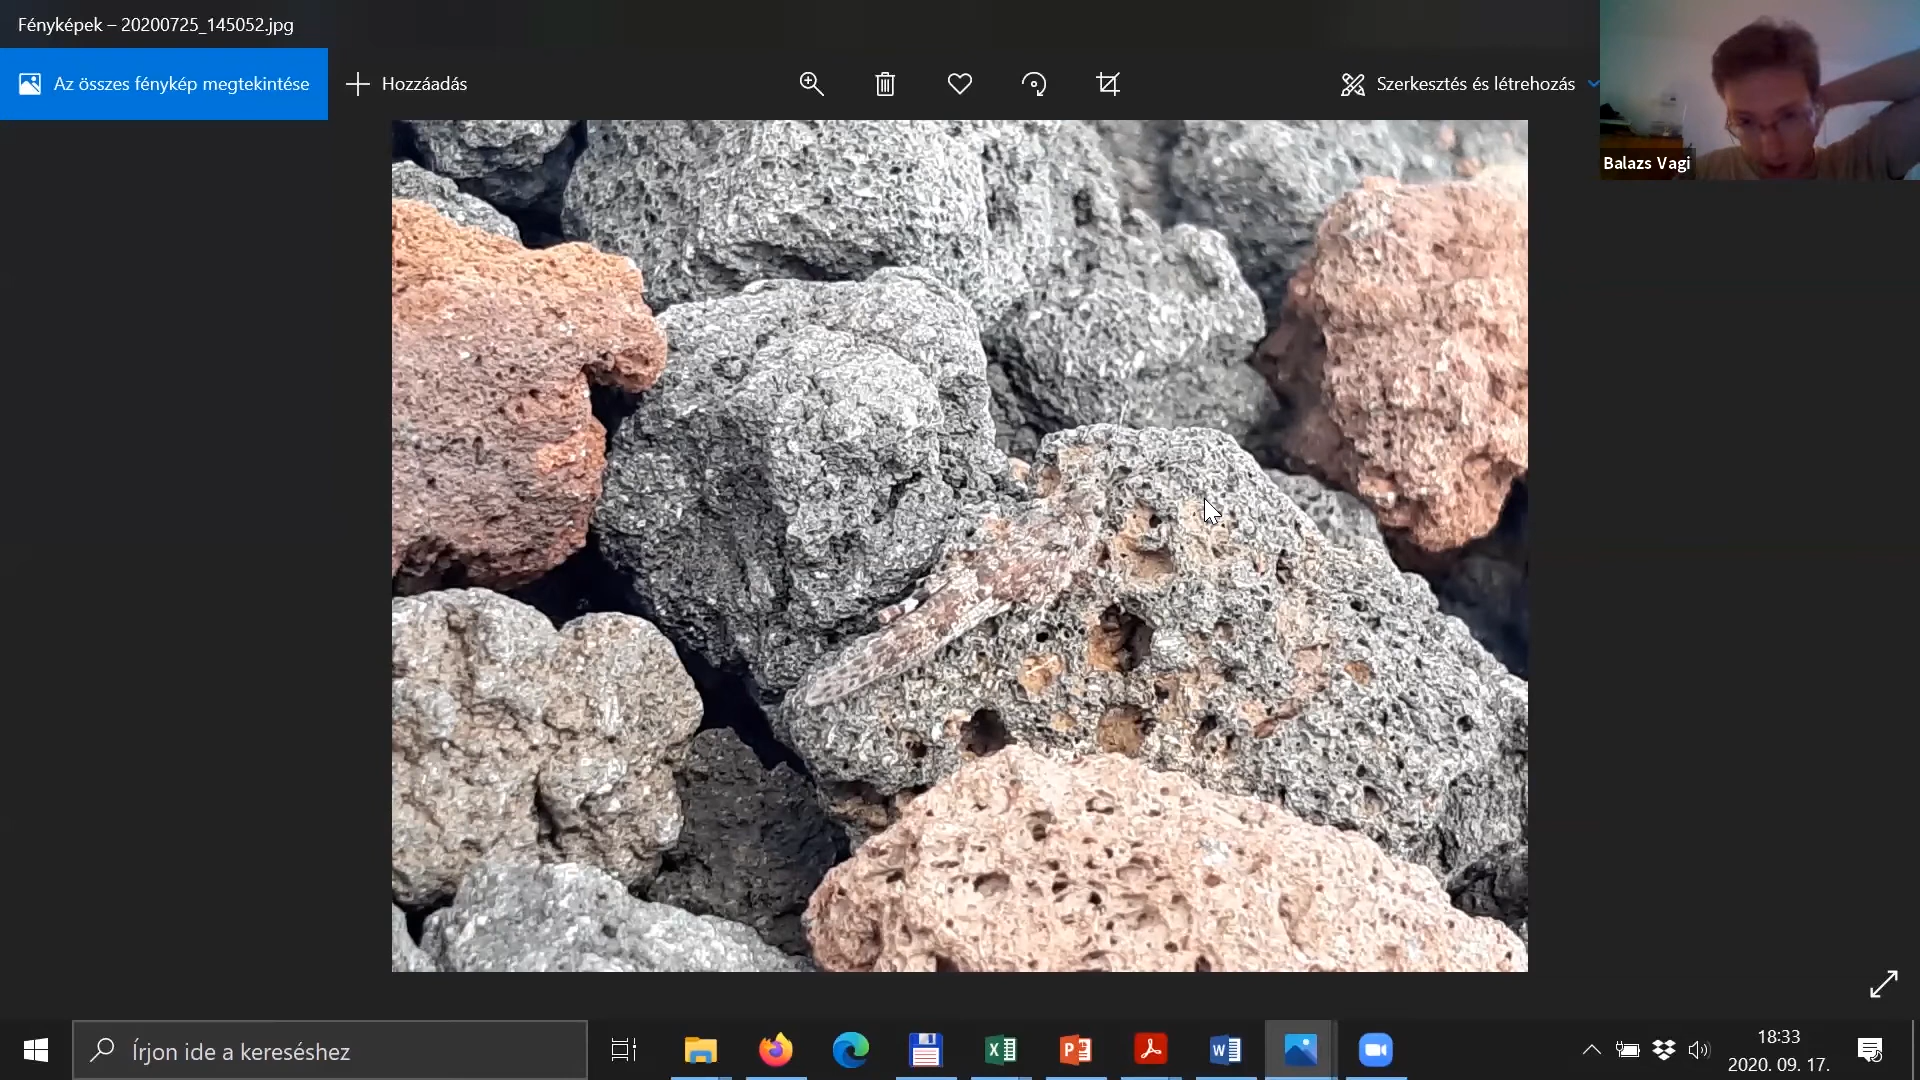 Fényképek – 20200725_145052.jpg
Az összes fénykép megtekintése
Hozzáadás
Szerkesztés és létrehozás
Balazs Vagi
Írjon ide a kereséshez
18:33
2020. 09. 17.